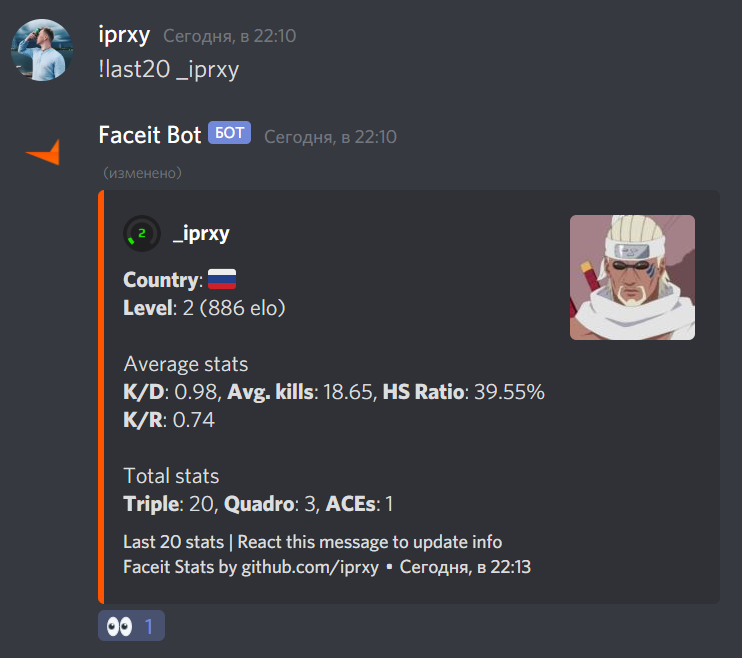 iprxy Сегодня, в 22:10
!last20 _iprxy
Faceit Bot БОТ Сегодня, в 22:10
(изменено)
2 _iprxy
Country:
Level: 2 (886 elo)
Average stats
K/D: 0.98, Avg. kills: 18.65, HS Ratio: 39.55%
K/R: 0.74
Total stats
Triple: 20, Quadro: 3, ACEs: 1
Last 20 stats | React this message to update info
Faceit Stats by github.com/iprxy • Сегодня, в 22:13
1